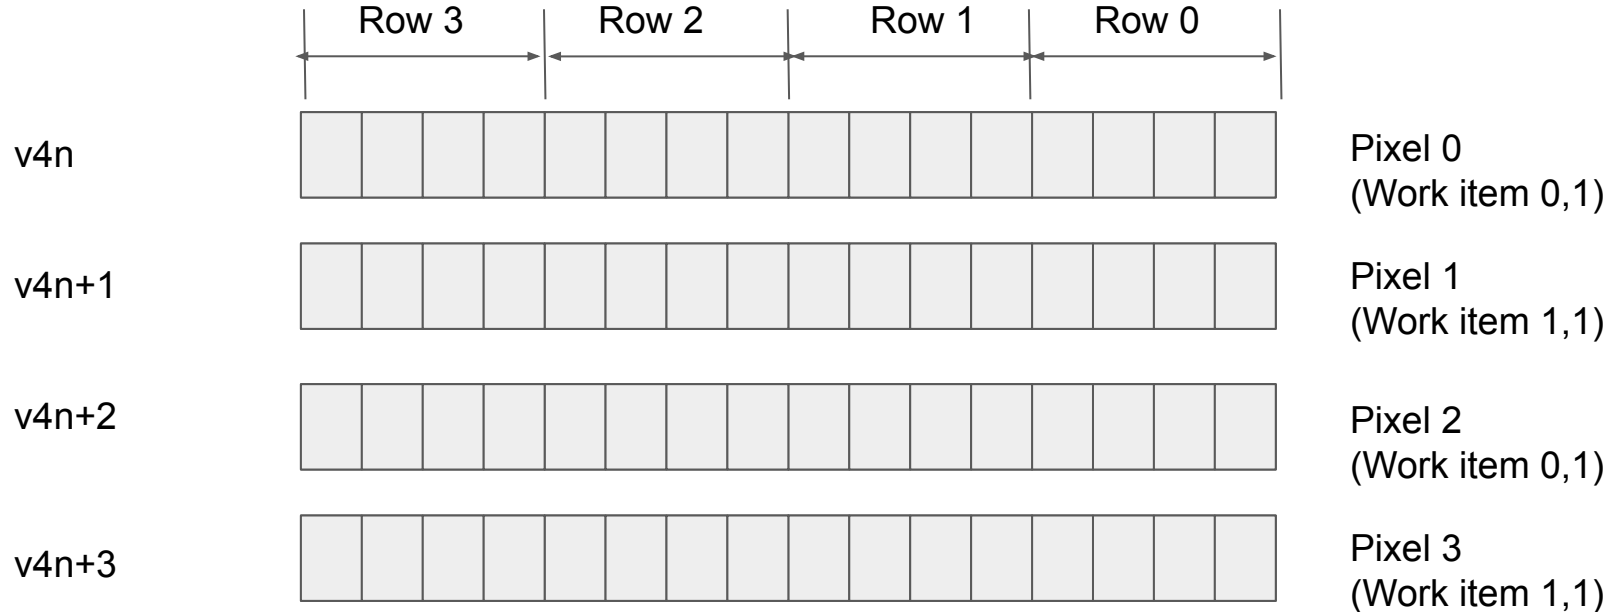 Row 3 Row 2 Row 1 Row 0
v4n
Pixel 0
(Work item 0,1)
v4n+1
Pixel 1
(Work item 1,1)
v4n+2
Pixel 2
(Work item 0,1)
v4n+3
Pixel 3
(Work item 1,1)